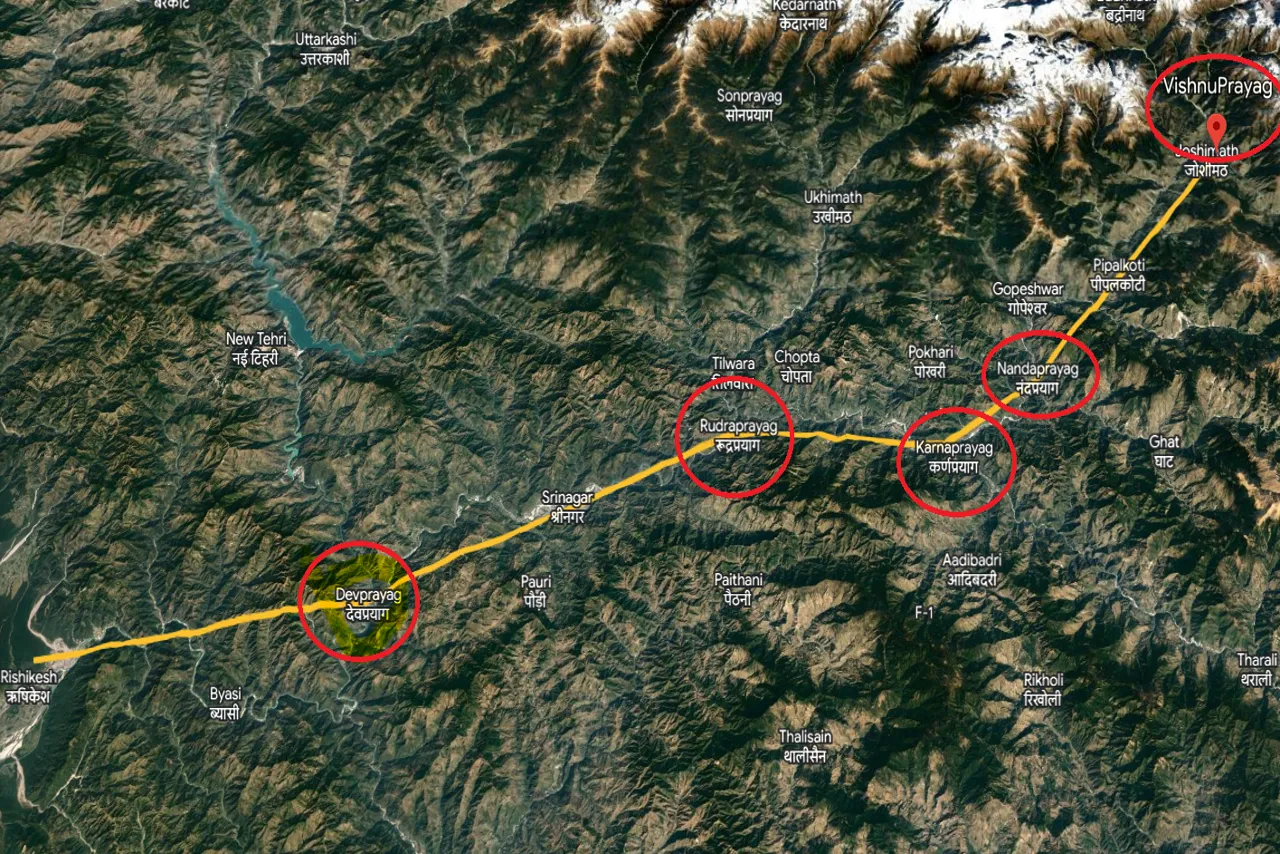 बरकोट
Kedarnath
केदारनाथ
बद्रीनाथ
Uttarkashi
उत्तरकाशी
VishnuPrayag
Sonprayag
सोनप्रयाग
Joshimath
जोशीमठ
Ukhimath
उखीमठ
Pipalkoti
पीपलकोटी
Gopeshwar
गोपेश्वर
New Tehri
नई टिहरी
Tilwara
तिलवारा
Chopta
चोपता
Pokhari
पोखरी
Nandaprayag
नंदप्रयाग
Rudraprayag
रूद्रप्रयाग
Karnaprayag
कर्णप्रयाग
Ghat
घाट
Srinagar
श्रीनगर
Devprayag
देवप्रयाग
Pauri
पौड़ी
Paithani
पैठनी
Aadibadri
आदिबदरी
F-1
Rishikesh
ऋषिकेश
Byasi
ब्यासी
Rikholi
रिखोली
Tharali
थराली
Thalisain
थालीसैन